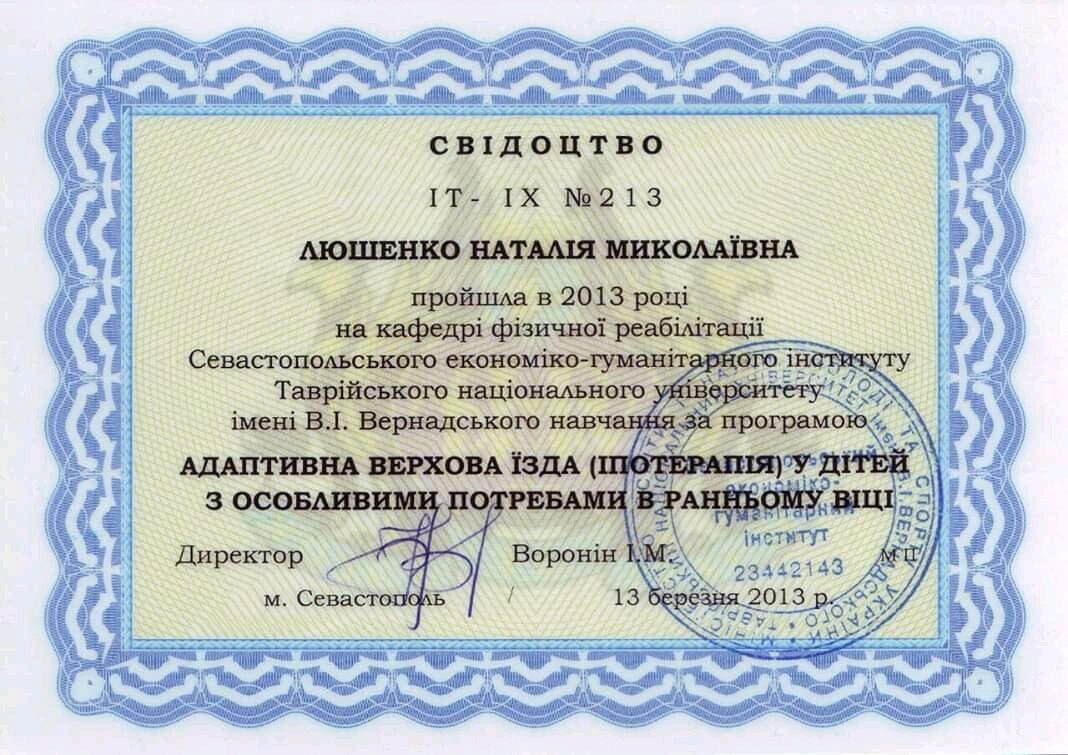 СВІДОЦТВО
ІТ- ІХ №213
ЛЮШЕНКО НАТАЛІЯ МИКОЛАЇВНА
пройшла в 2013 році
на кафедрі фізичної реабілітації
Севастопольського економіко-гуманітарного інституту
Таврійського національного університету
імені В.І. Вернадського навчання за програмою
АДАПТИВНА ВЕРХОВА ЇЗДА (ІПОТЕРАПІЯ) У ДІТЕЙ
З ОСОБЛИВИМИ ПОТРЕБАМИ В РАННЬОМУ ВІЦІ
Директор Воронін І.М. МП
м. Севастополь 13 березня 2013 р.
економіко-
гуманітарний
інститут
23442143